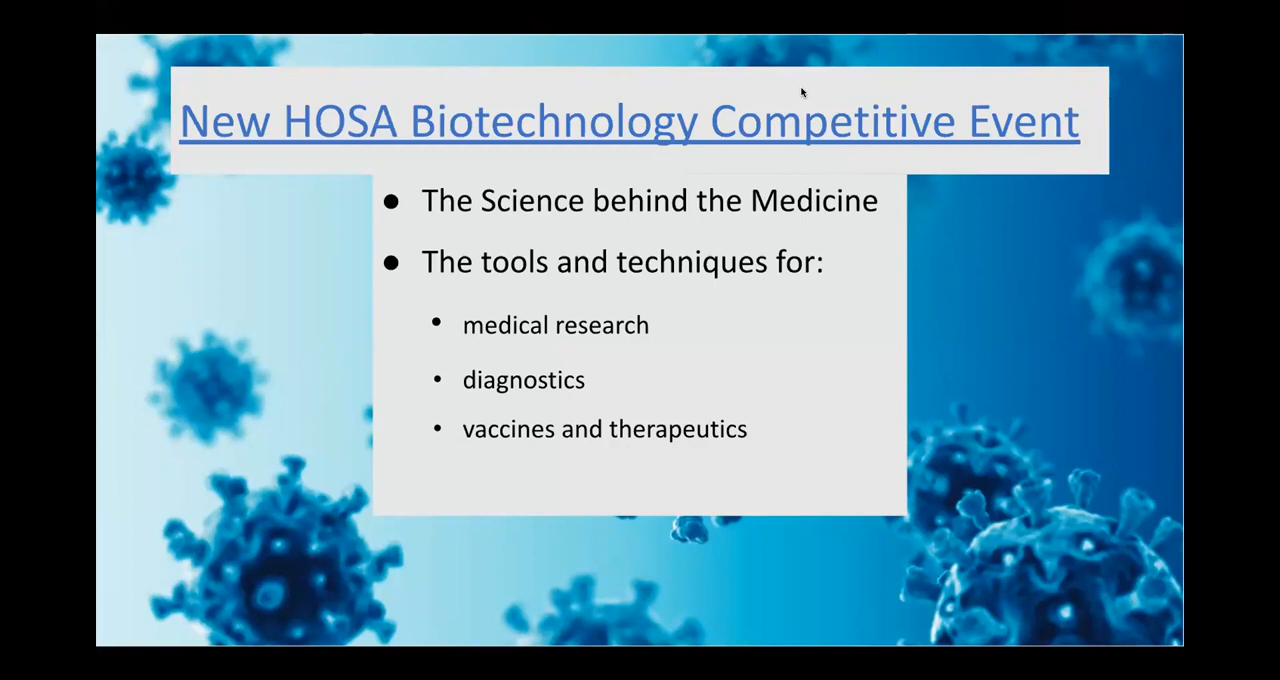 New HOSA Biotechnology Competitive Event
● The Science behind the Medicine
● The tools and techniques for:
• medical research
• diagnostics
• vaccines and therapeutics